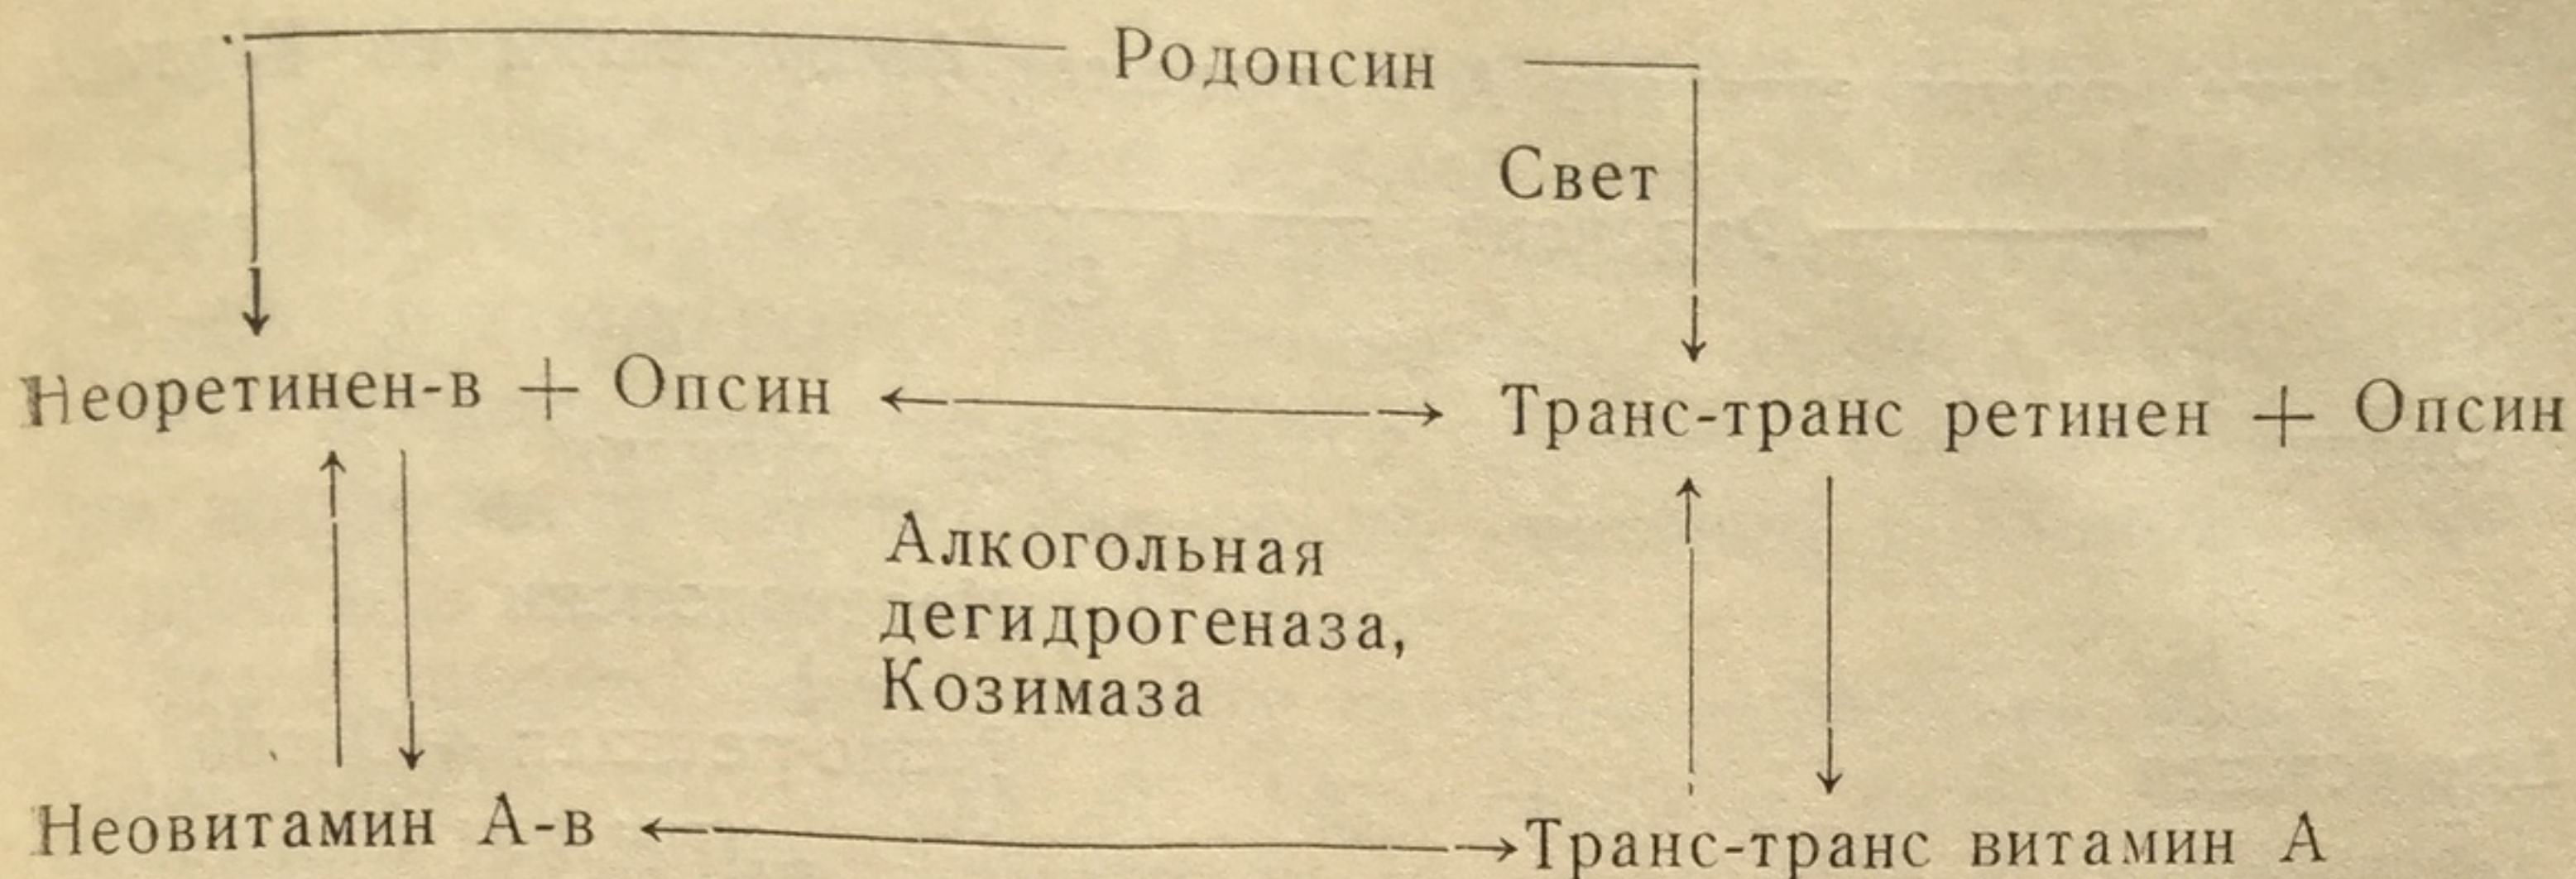 Родопсин
Свет
Неоретинен-в + Опсин
Транс-транс ретинен + Опсин
Алкогольная
дегидрогеназа,
Козимаза
Неовитамин А-в
Транс-транс витамин А